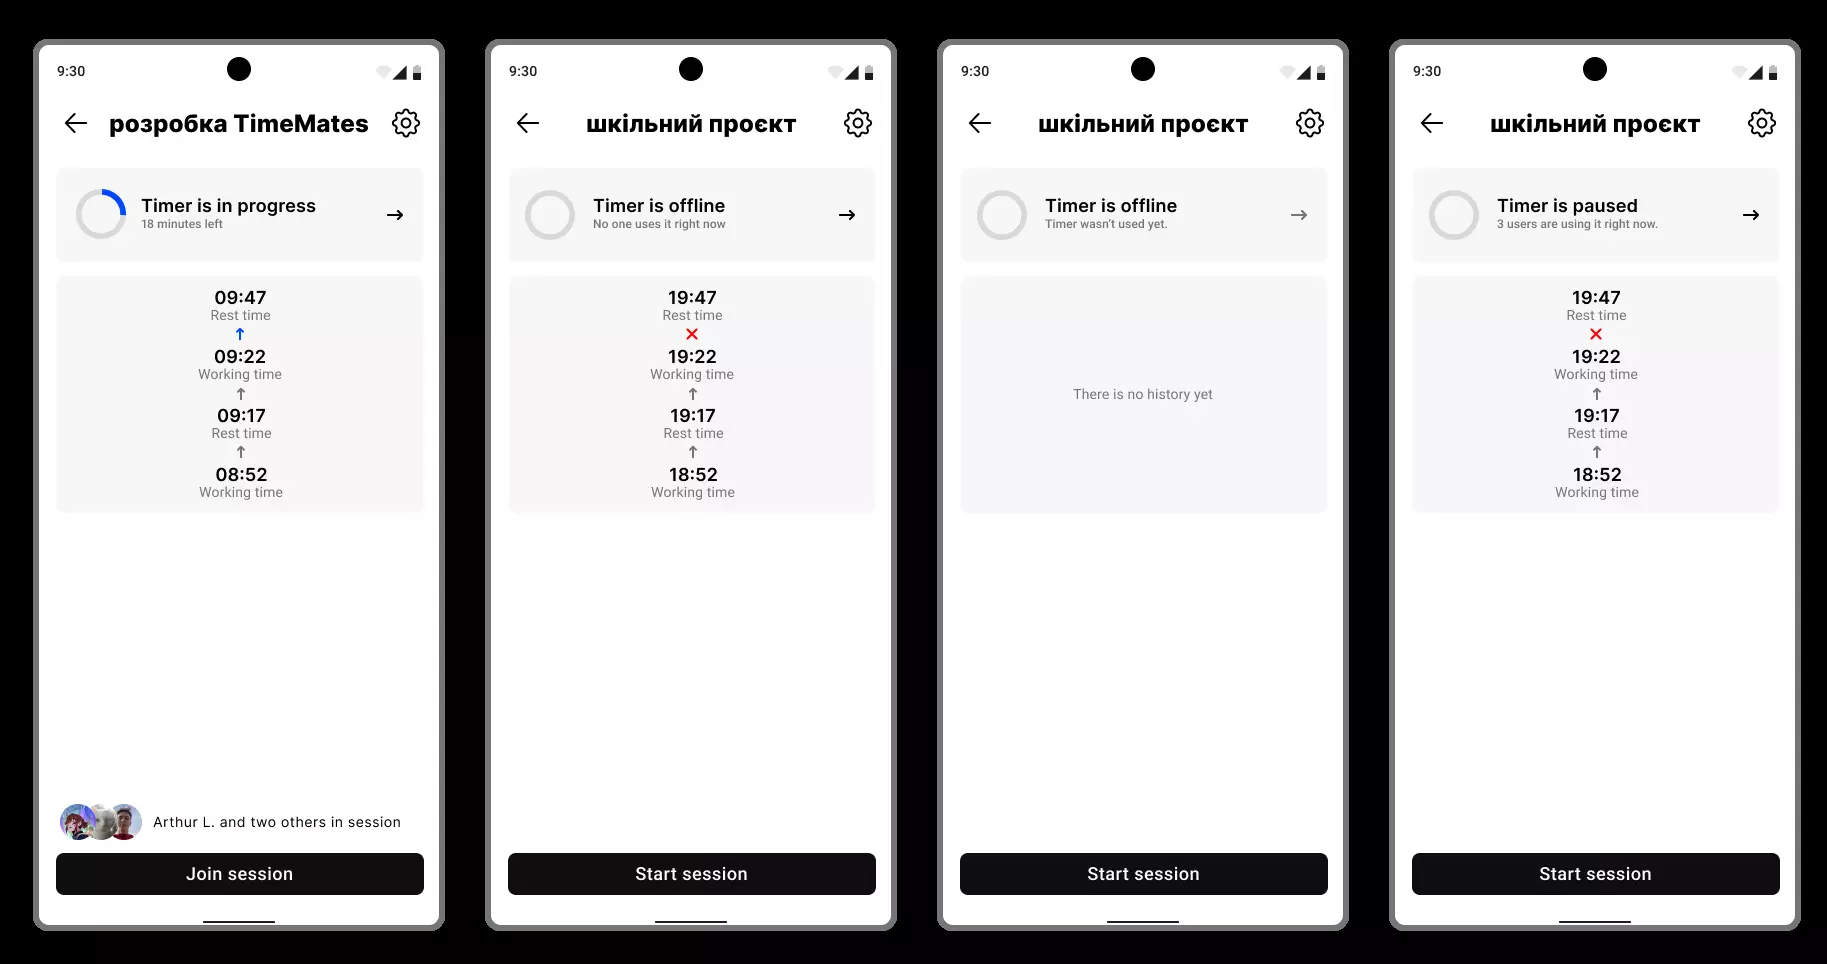 9:30
розробка TimeMates
Timer is in progress
18 minutes left
09:47
Rest time
09:22
Working time
09:17
Rest time
08:52
Working time
Arthur L. and two others in session
Join session
9:30
шкільний проєкт
Timer is offline
No one uses it right now
19:47
Rest time
19:22
Working time
19:17
Rest time
18:52
Working time
Start session
9:30
шкільний проєкт
Timer is offline
Timer wasn't used yet.
There is no history yet
Start session
9:30
шкільний проєкт
Timer is paused
3 users are using it right now.
19:47
Rest time
19:22
Working time
19:17
Rest time
18:52
Working time
Start session